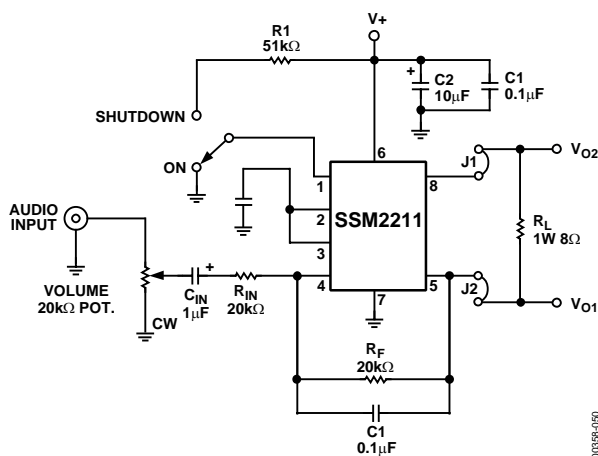 V+
R1
51kΩ
C2
10μF
C1
0.1μF
SHUTDOWN
ON
6
1
8
J1
VO2
AUDIO
INPUT
2
SSM2211
RL
1W 8Ω
3
4
5
J2
VO1
7
VOLUME
20kΩ POT.
CW
CIN
1μF
RIN
20kΩ
RF
20kΩ
C1
0.1μF
00358-050